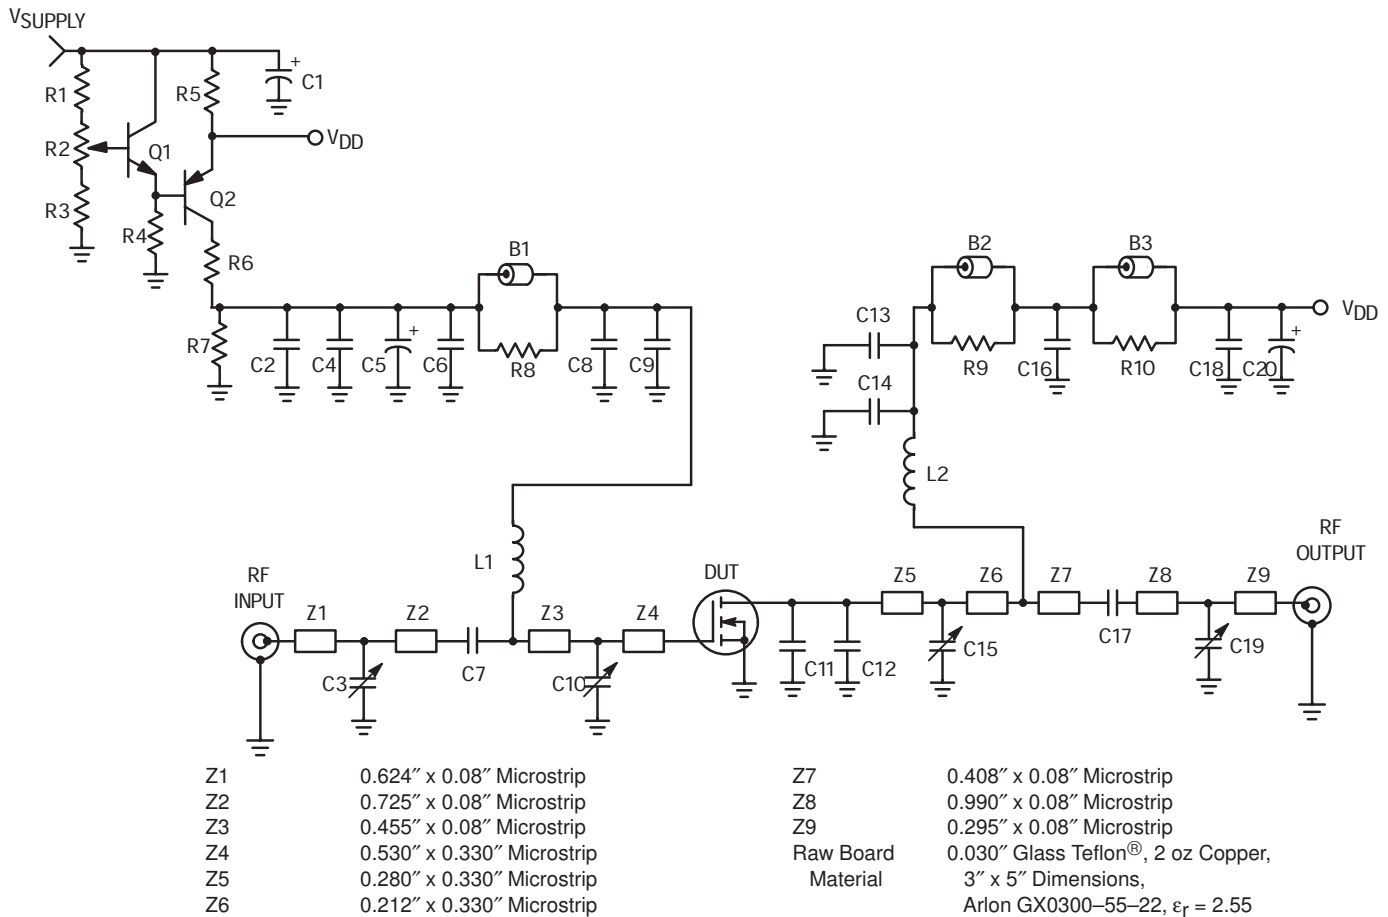 VSUPPLY
R1
R5
+
C1
R2
Q1
VDD
R3
R4
Q2
R6
B1
B2
B3
R7
C2
C4
C5
+
C6
R8
C8
C9
C13
C14
R9
C16
R10
C18
C20
+
VDD
L1
L2
RF
INPUT
Z1
Z2
Z3
Z4
DUT
Z5
Z6
Z7
Z8
Z9
RF
OUTPUT
C3
C7
C10
C11
C12
C15
C17
C19
Z1 0.624″ x 0.08″ Microstrip
Z2 0.725″ x 0.08″ Microstrip
Z3 0.455″ x 0.08″ Microstrip
Z4 0.530″ x 0.330″ Microstrip
Z5 0.280″ x 0.330″ Microstrip
Z6 0.212″ x 0.330″ Microstrip
Z7 0.408″ x 0.08″ Microstrip
Z8 0.990″ x 0.08″ Microstrip
Z9 0.295″ x 0.08″ Microstrip
Raw Board 0.030″ Glass Teflon®, 2 oz Copper,
Material 3″ x 5″ Dimensions,
Arlon GX0300–55–22, εr = 2.55